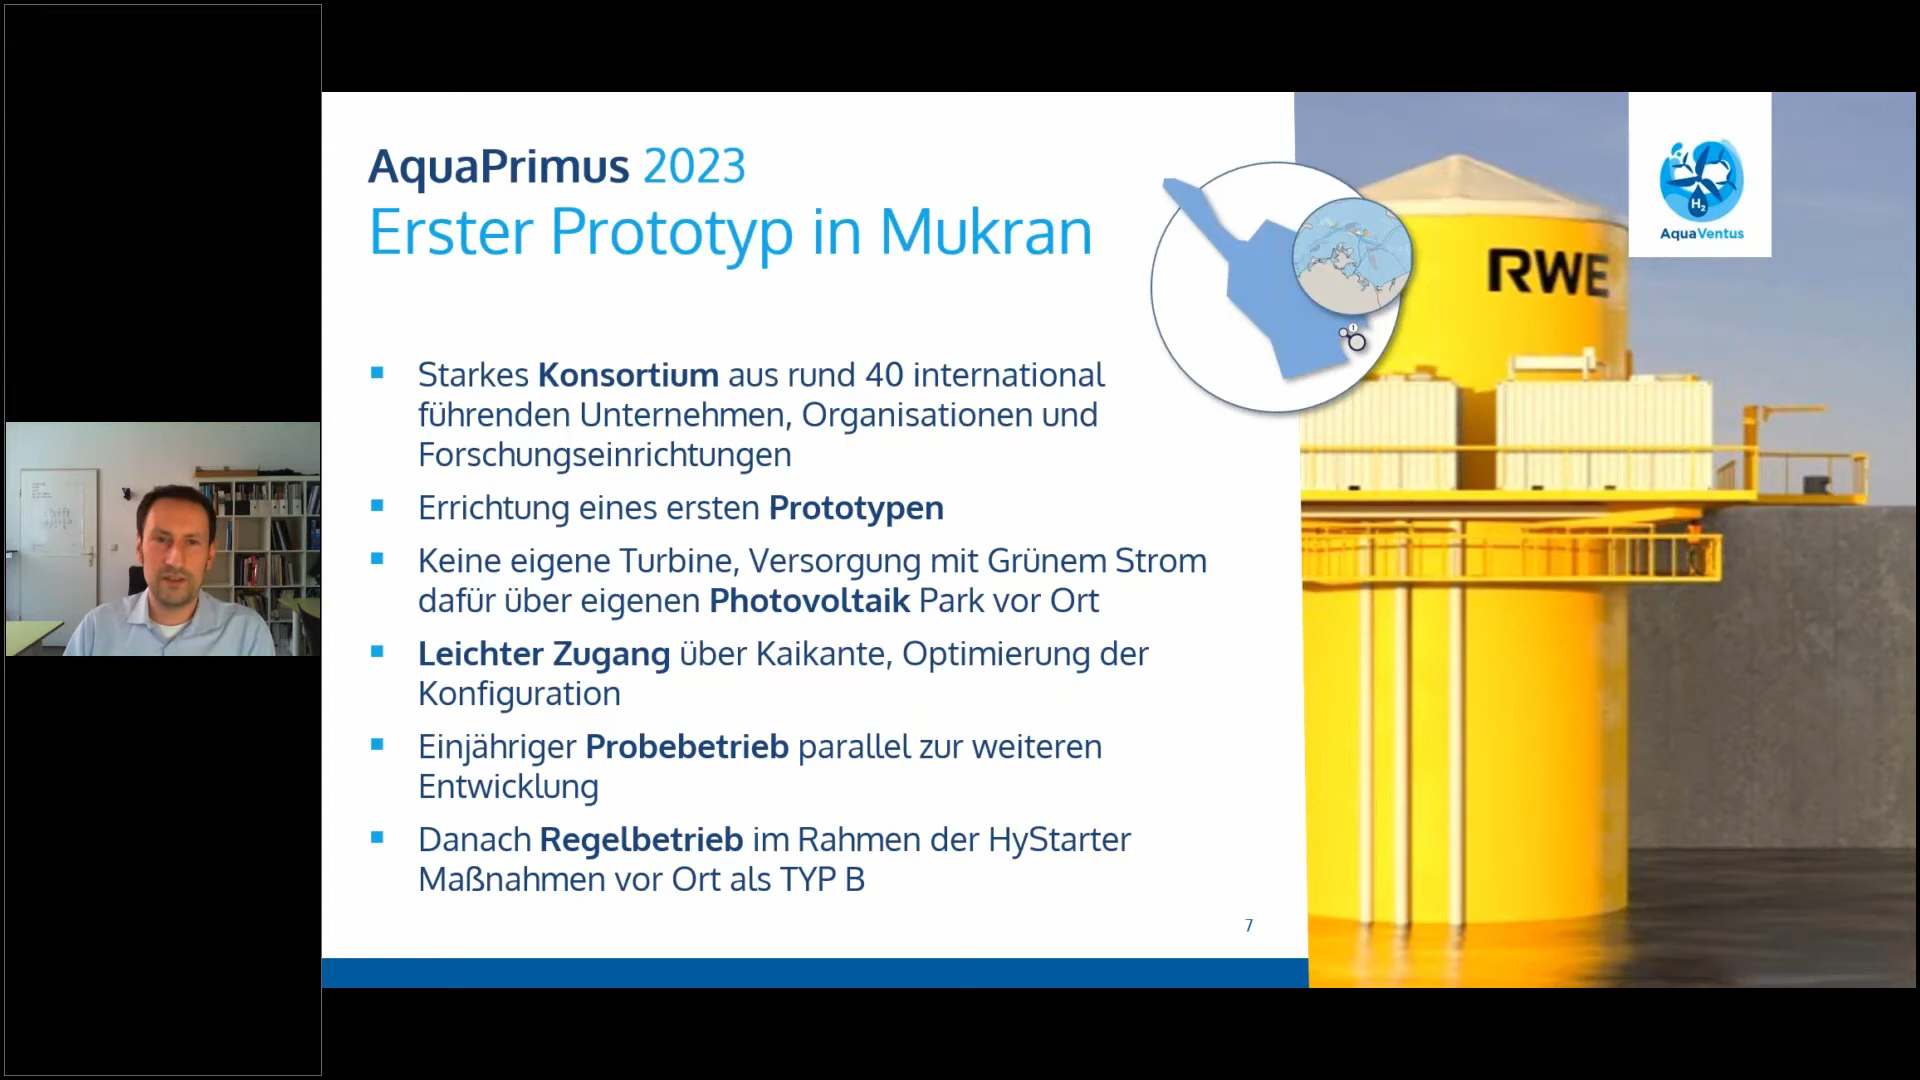 AquaPrimus 2023
Erster Prototyp in Mukran
Starkes Konsortium aus rund 40 international
führenden Unternehmen, Organisationen und
Forschungseinrichtungen
Errichtung eines ersten Prototypen
Keine eigene Turbine, Versorgung mit Grünem Strom
dafür über eigenen Photovoltaik Park vor Ort
Leichter Zugang über Kaikante, Optimierung der
Konfiguration
Einjähriger Probebetrieb parallel zur weiteren
Entwicklung
Danach Regelbetrieb im Rahmen der HyStarter
Maßnahmen vor Ort als TYP B
7
RWE
H₂
AquaVentus